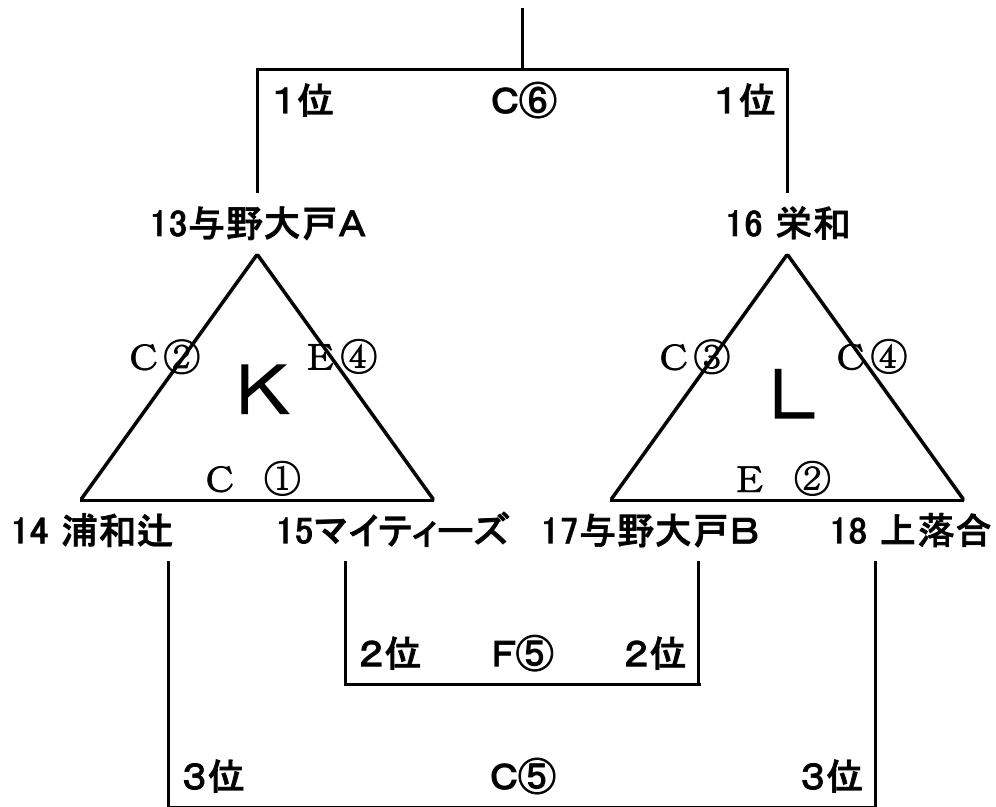 １位 C⑥ １位
13与野大戸A 16 栄和
C② E④ C③ C④
K L
C ① E ②
14 浦和辻 15マイティーズ 17与野大戸B 18 上落合
２位 F⑤ ２位
３位 C⑤ ３位